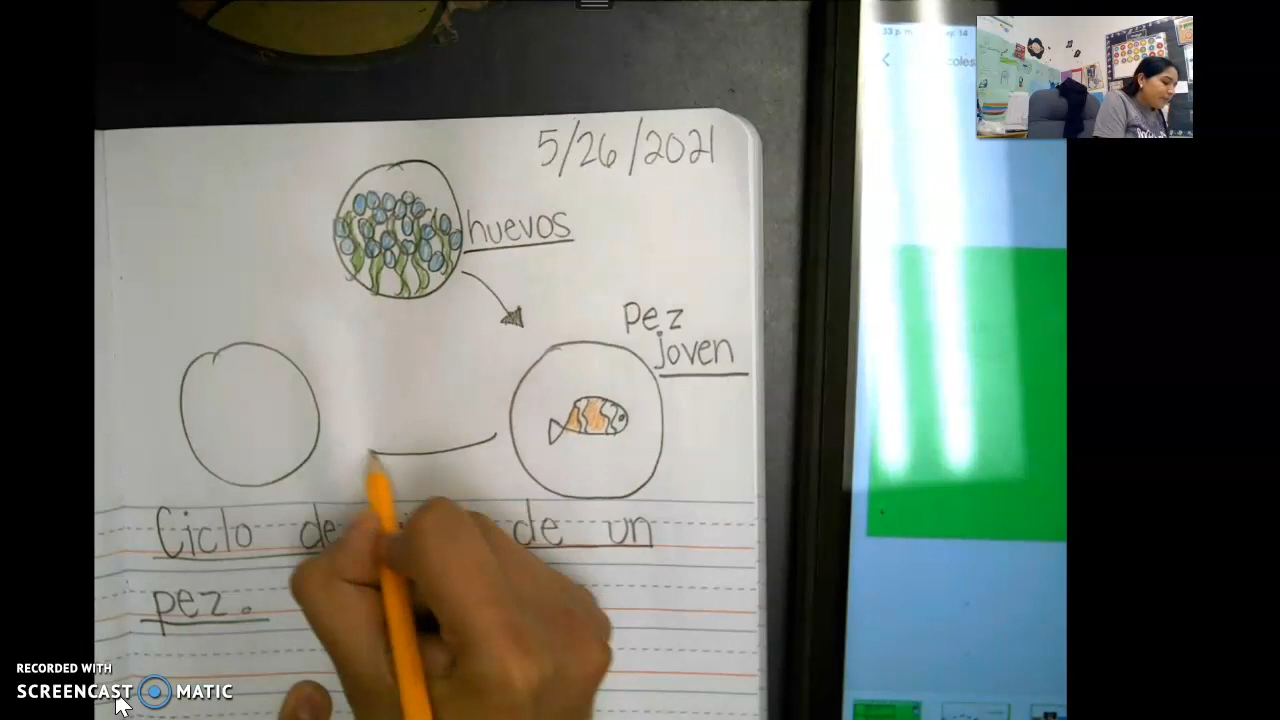 5/26/2021
huevos
pez
joven
Ciclo de de un
pez.
RECORDED WITH
SCREENCAST MATIC